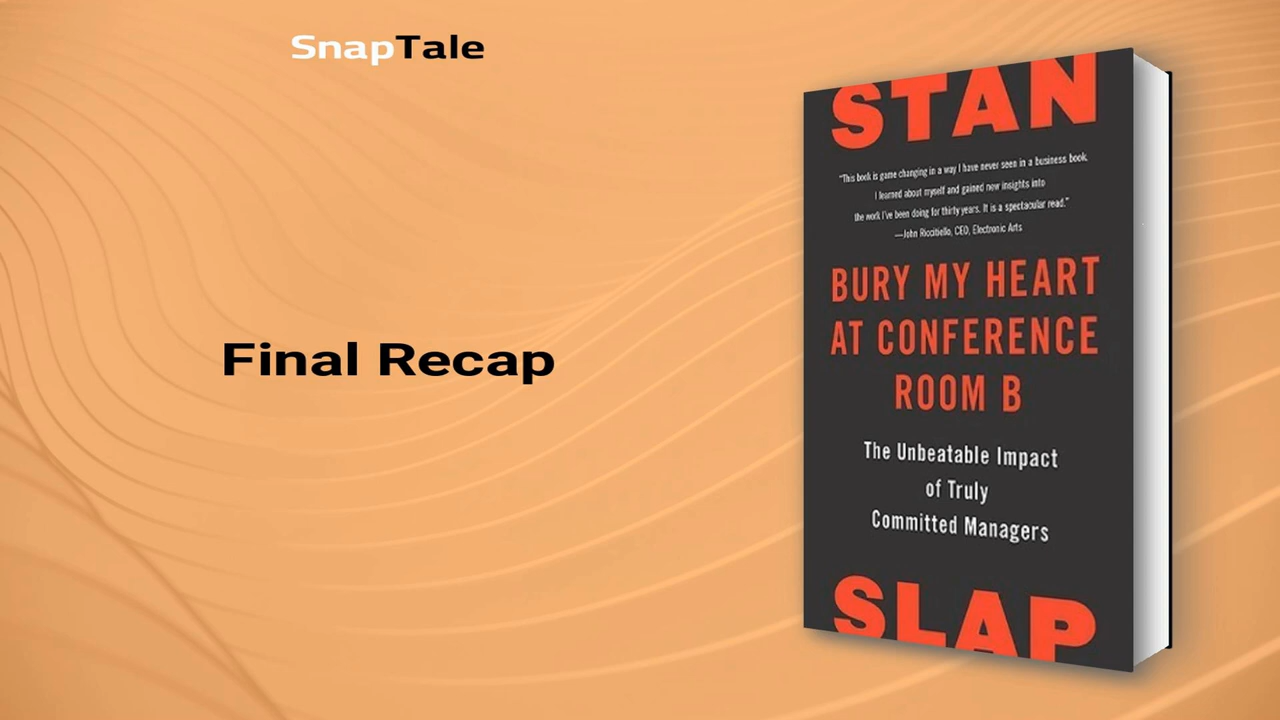 SnapTale
Final Recap
STAN
"This book is game changing in a way I have never seen in a business book.
I learned about myself and gained new insights into
the work I've been doing for thirty years. It is a spectacular read."
—John Riccitiello, CEO, Electronic Arts
BURY MY HEART
AT CONFERENCE
ROOM B
The Unbeatable Impact
of Truly
Committed Managers
SLAP